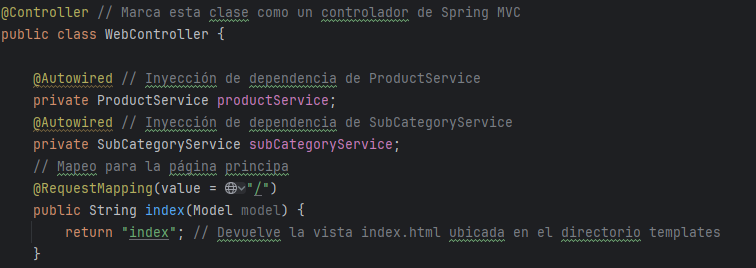 @Controller // Marca esta clase como un controlador de Spring MVC
public class WebController {
@Autowired // Inyección de dependencia de ProductService
private ProductService productService;
@Autowired // Inyección de dependencia de SubCategoryService
private SubCategoryService subCategoryService;
// Mapeo para la página principa
@RequestMapping(value = "/")
public String index(Model model) {
return "index"; // Devuelve la vista index.html ubicada en el directorio templates
}